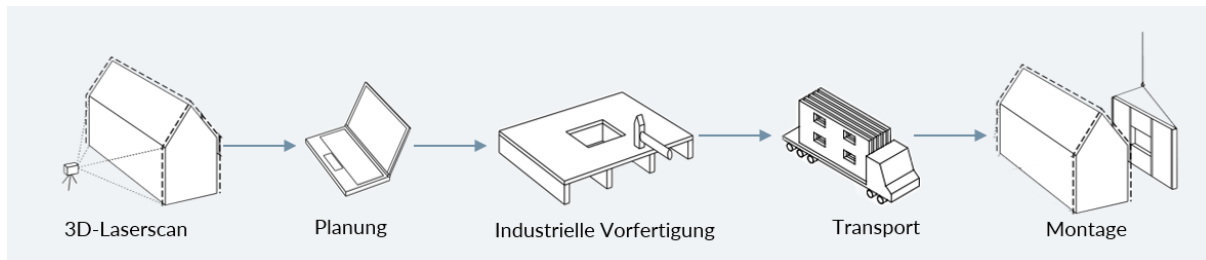 3D-Laserscan
Planung
Industrielle Vorfertigung
Transport
Montage